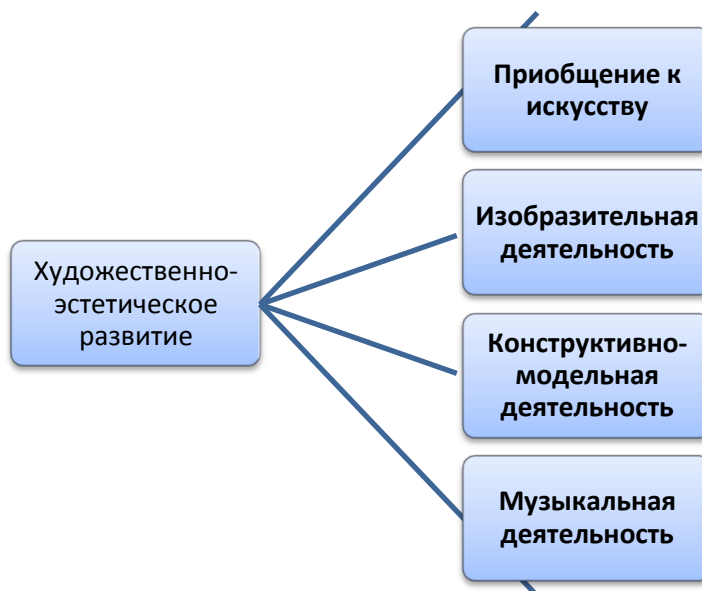 Художественно-
эстетическое
развитие
Приобщение к
искусству
Изобразительная
деятельность
Конструктивно-
модельная
деятельность
Музыкальная
деятельность